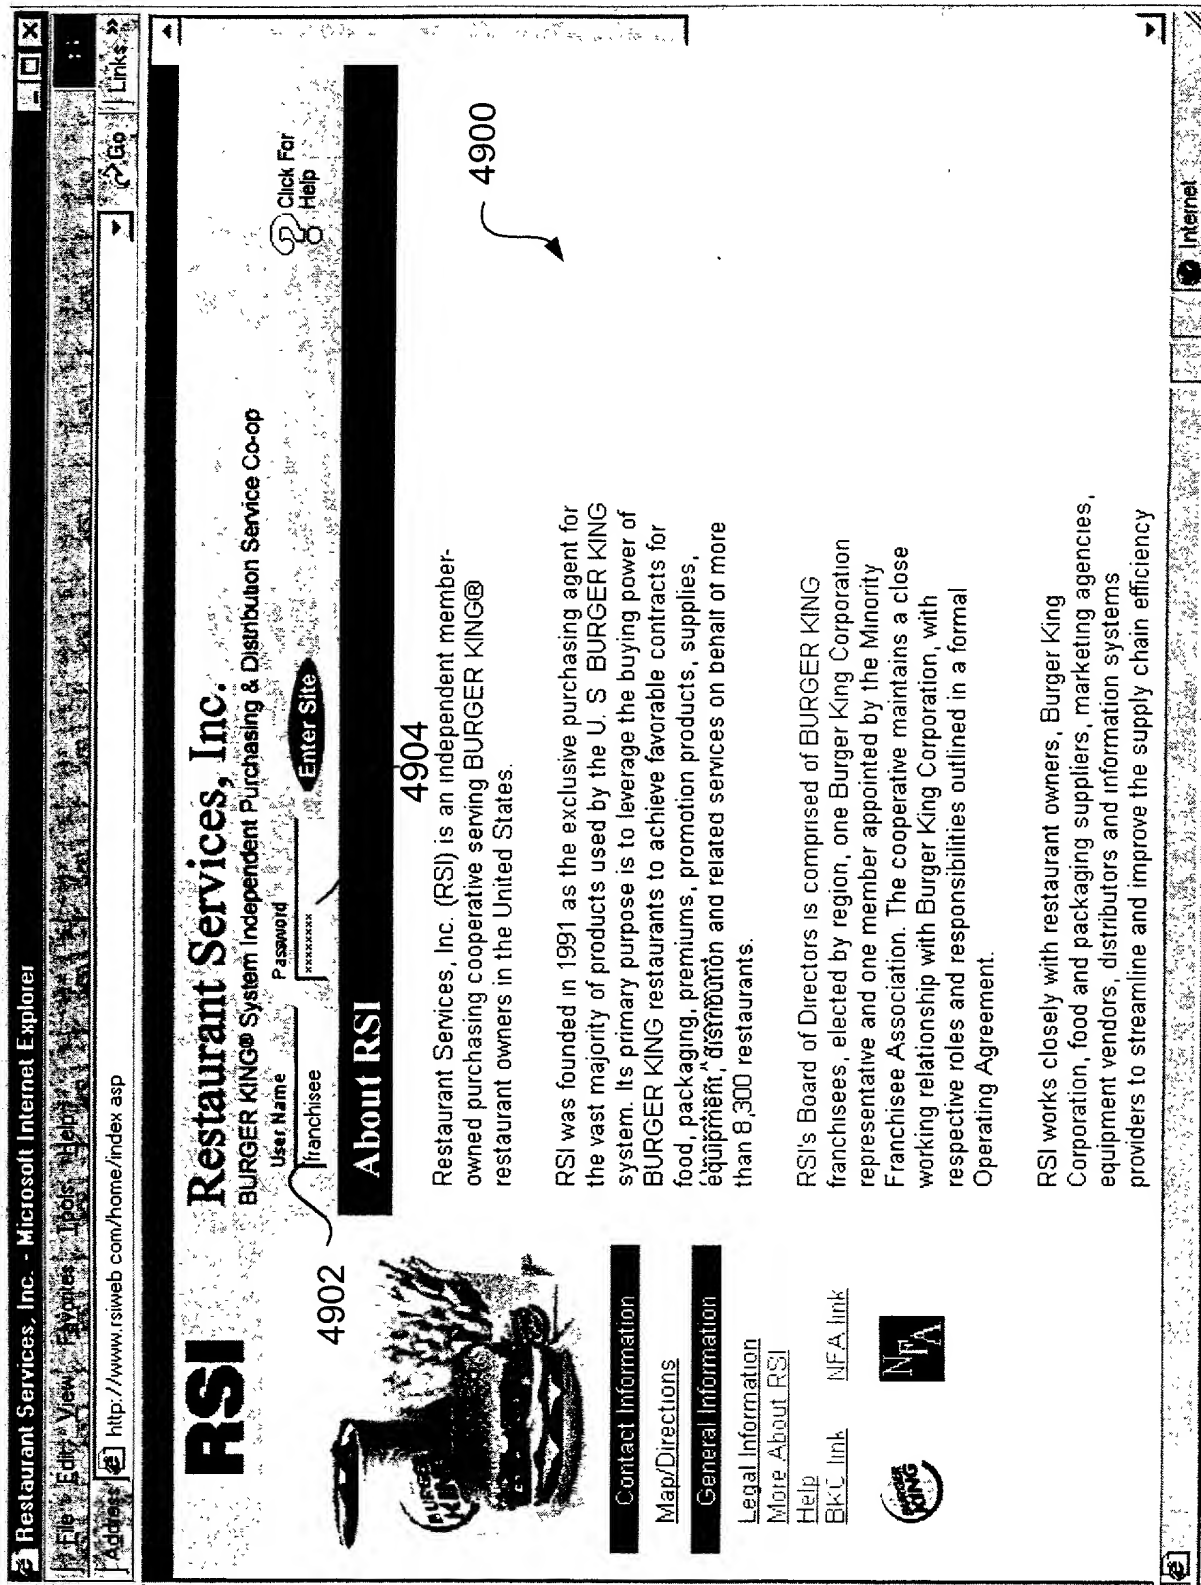 Restaurant Services, Inc. - Microsoft Internet Explorer
File Edit View Favorites Tools Help
Address http://www.rsiweb com/home/index asp
Go Links »
RSI
Restaurant Services, Inc.
BURGER KING® System Independent Purchasing & Distribution Service Co-op
User Name
Password
franchisee
xxxxxxxx
Enter Site
Click For
Help
4902
4904
4900
About RSI
BURGER
KING
Contact Information
Map/Directions
General Information
Legal Information
More About RSI
Help
BKC link NFA link
BURGER
KING
NFA
Restaurant Services, Inc. (RSI) is an independent member-
owned purchasing cooperative serving BURGER KING®
restaurant owners in the United States.
RSI was founded in 1991 as the exclusive purchasing agent for
the vast majority of products used by the U. S BURGER KING
system. Its primary purpose is to leverage the buying power of
BURGER KING restaurants to achieve favorable contracts for
food, packaging, premiums, promotion products, supplies,
equipment, distribution and related services on behalf of more
than 8,300 restaurants.
RSI's Board of Directors is comprised of BURGER KING
franchisees, elected by region, one Burger King Corporation
representative and one member appointed by the Minority
Franchisee Association. The cooperative maintains a close
working relationship with Burger King Corporation, with
respective roles and responsibilities outlined in a formal
Operating Agreement.
RSI works closely with restaurant owners, Burger King
Corporation, food and packaging suppliers, marketing agencies,
equipment vendors, distributors and information systems
providers to streamline and improve the supply chain efficiency
Internet